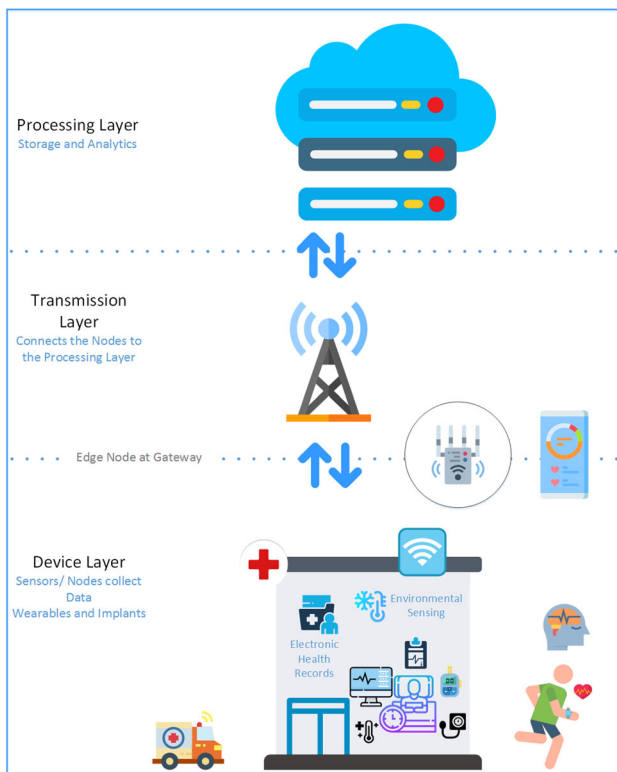 Processing Layer
Storage and Analytics
Transmission
Layer
Connects the Nodes to
the Processing Layer
Edge Node at Gateway
Device Layer
Sensors/ Nodes collect
Data
Wearables and Implants
Environmental
Sensing
Electronic
Health
Records